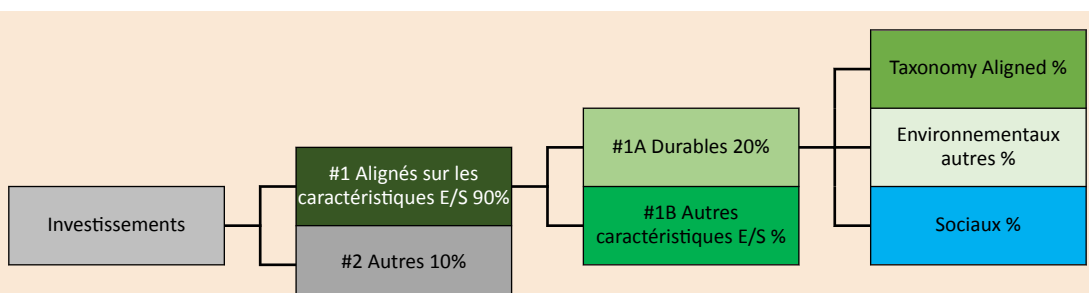 Investissements
#1 Alignés sur les
caractéristiques E/S 90%
#2 Autres 10%
#1A Durables 20%
#1B Autres
caractéristiques E/S %
Taxonomy Aligned %
Environnementaux
autres %
Sociaux %